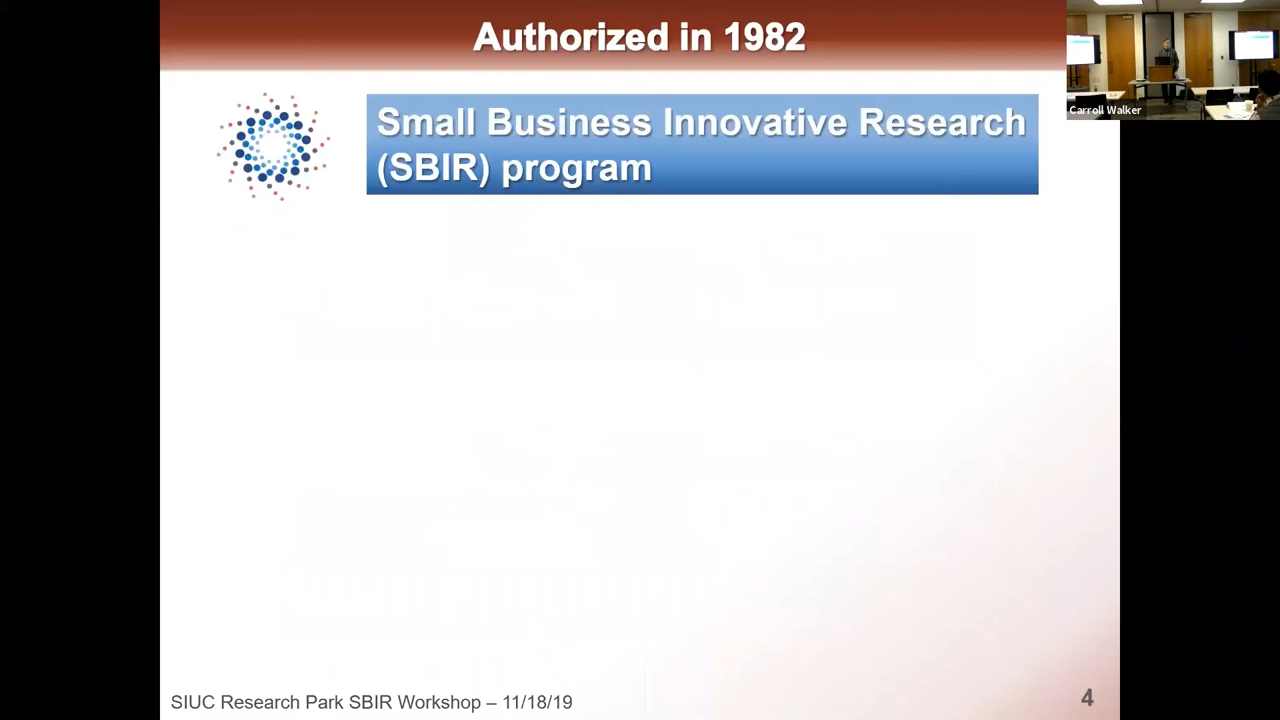 Authorized in 1982
Small Business Innovative Research
(SBIR) program
Carroll Walker
SIUC Research Park SBIR Workshop – 11/18/19
4